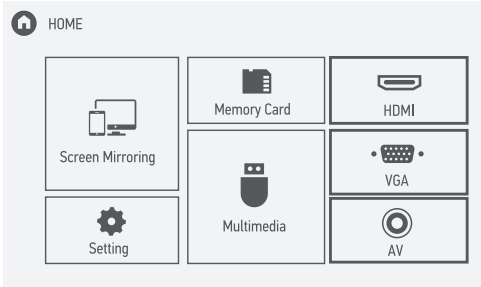 HOME
Screen Mirroring
Memory Card
HDMI
VGA
Multimedia
Setting
AV